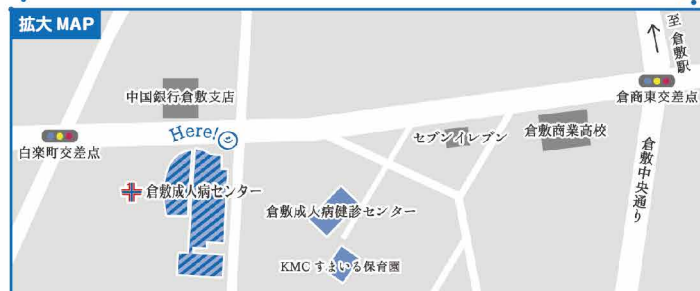 拡大 MAP
至 倉敷駅
中国銀行倉敷支店
倉商東交差点
Here!
セブンイレブン
倉敷商業高校
白楽町交差点
倉敷中央通り
倉敷成人病センター
倉敷成人病健診センター
KMC すまいる保育園